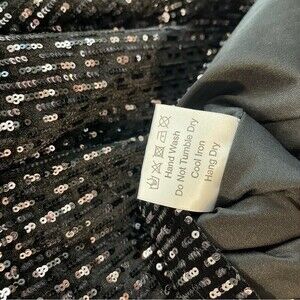 Hand Wash
Do Not Tumble Dry
Cool Iron
Hang Dry